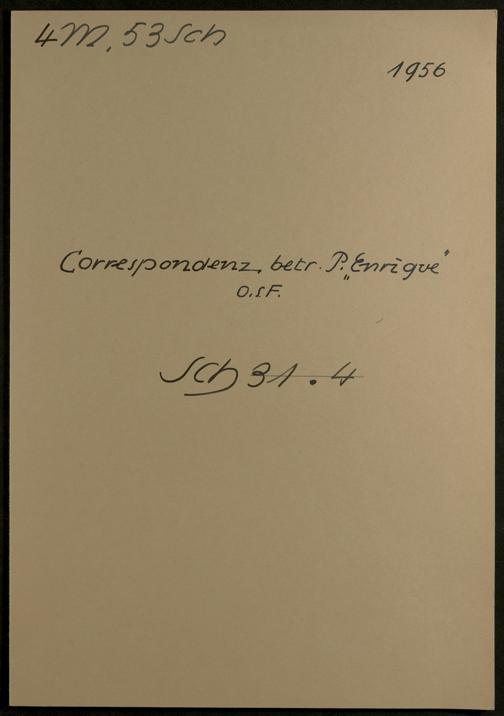 4M, 53Sch
1956
Correspondenz, betr. P. „Enrique"
O.S.F.
Sch 31.4